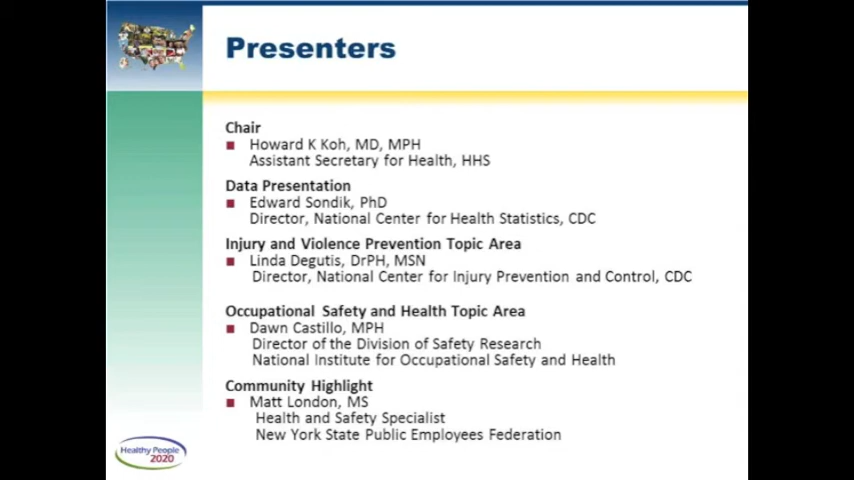 Presenters
Chair
Howard K Koh, MD, MPH
Assistant Secretary for Health, HHS
Data Presentation
Edward Sondik, PhD
Director, National Center for Health Statistics, CDC
Injury and Violence Prevention Topic Area
Linda Degutis, DrPH, MSN
Director, National Center for Injury Prevention and Control, CDC
Occupational Safety and Health Topic Area
Dawn Castillo, MPH
Director of the Division of Safety Research
National Institute for Occupational Safety and Health
Community Highlight
Matt London, MS
Health and Safety Specialist
New York State Public Employees Federation
Healthy People
2020